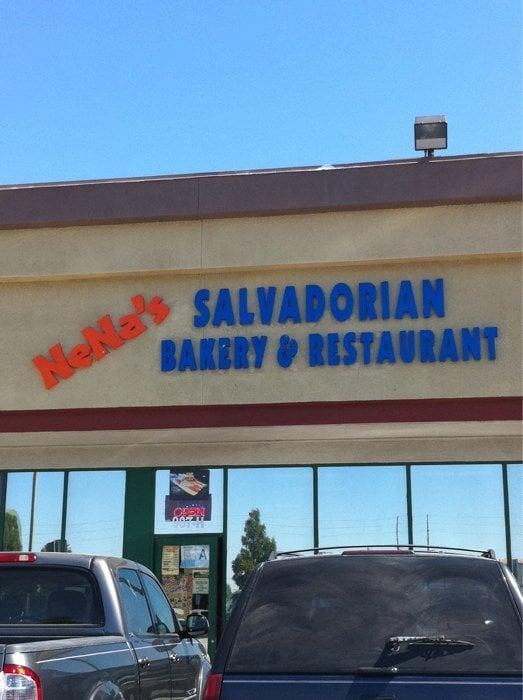 NeNa's
SALVADORIAN
BAKERY & RESTAURANT
OPEN
A